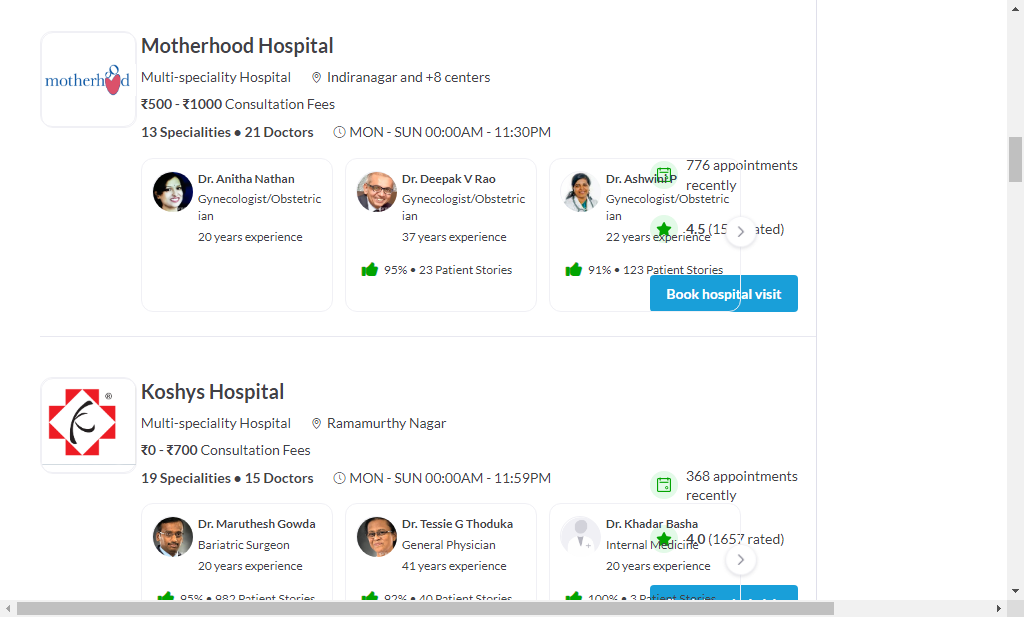 motherhood
Motherhood Hospital
Multi-speciality Hospital Indiranagar and +8 centers
₹500 - ₹1000 Consultation Fees
13 Specialities ● 21 Doctors MON - SUN 00:00AM - 11:30PM
776 appointments
recently
4.5 (15 ated)
Book hospital visit
Dr. Anitha Nathan
Gynecologist/Obstetric
ian
20 years experience
Dr. Deepak V Rao
Gynecologist/Obstetric
ian
37 years experience
95% • 23 Patient Stories
Dr. Ashwini P
Gynecologist/Obstetric
ian
22 years experience
91% • 123 Patient Stories
Koshys Hospital
Multi-speciality Hospital Ramamurthy Nagar
₹0 - ₹700 Consultation Fees
19 Specialities ● 15 Doctors MON - SUN 00:00AM - 11:59PM
368 appointments
recently
4.0 (1657 rated)
Dr. Maruthesh Gowda
Bariatric Surgeon
20 years experience
95% • 982 Patient Stories
Dr. Tessie G Thoduka
General Physician
41 years experience
92% • 40 Patient Stories
Dr. Khadar Basha
Internal Medicine
20 years experience
100% • 3 Patient Stories